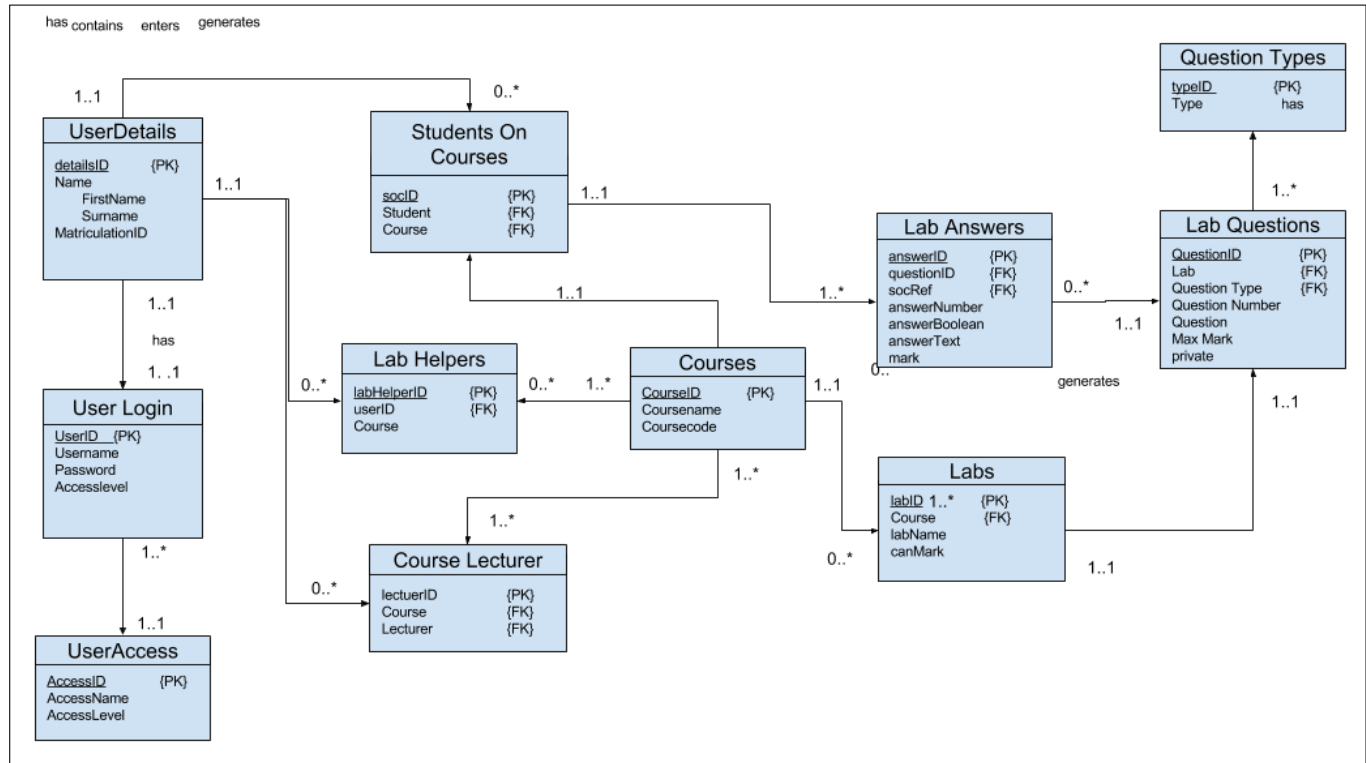 has contains enters generates
1..1
0..*
UserDetails
detailsID {PK}
Name
FirstName
Surname
MatriculationID
1..1
1..1
has
1. .1
User Login
UserID {PK}
Username
Password
Accesslevel
1..*
1..1
UserAccess
AccessID {PK}
AccessName
AccessLevel
Students On
Courses
socID {PK}
Student {FK}
Course {FK}
1..1
1..*
1..1
Lab Helpers
labHelperID {PK}
userID {FK}
Course
0..*
0..*
1..*
Courses
CourseID {PK}
Coursename
Coursecode
1..1
1..*
1..*
0..*
Course Lecturer
lectuerID {PK}
Course {FK}
Lecturer {FK}
Lab Answers
answerID {PK}
questionID {FK}
socRef {FK}
answerNumber
answerBoolean
answerText
mark
0..
0..*
1..1
generates
Labs
labID 1..* {PK}
Course {FK}
labName
canMark
0..*
1..1
1..1
Question Types
typeID {PK}
Type has
1..*
Lab Questions
QuestionID {PK}
Lab {FK}
Question Type {FK}
Question Number
Question
Max Mark
private